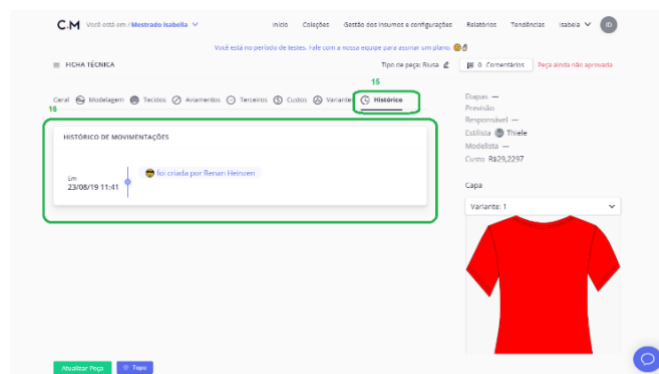 C.M Você está em / Mestrado Isabella Início Coleções Gestão dos insumos e configurações Relatórios Tendências Isabela ID
Você está no período de testes. Fale com a nossa equipe para assinar um plano.
FICHA TÉCNICA Tipo de peça: Blusa 0 Comentários Peça ainda não aprovada
15
Geral Modelagem Tecidos Aviamentos Terceiros Custos Variante Histórico
16
HISTÓRICO DE MOVIMENTAÇÕES
Em
23/08/19 11:41
foi criada por Renan Heinzen
Etapas —
Previsão
Responsável —
Estilista Thiele
Modelista —
Custo R$29,2297
Capa
Variante: 1
Atualizar Peça Topo